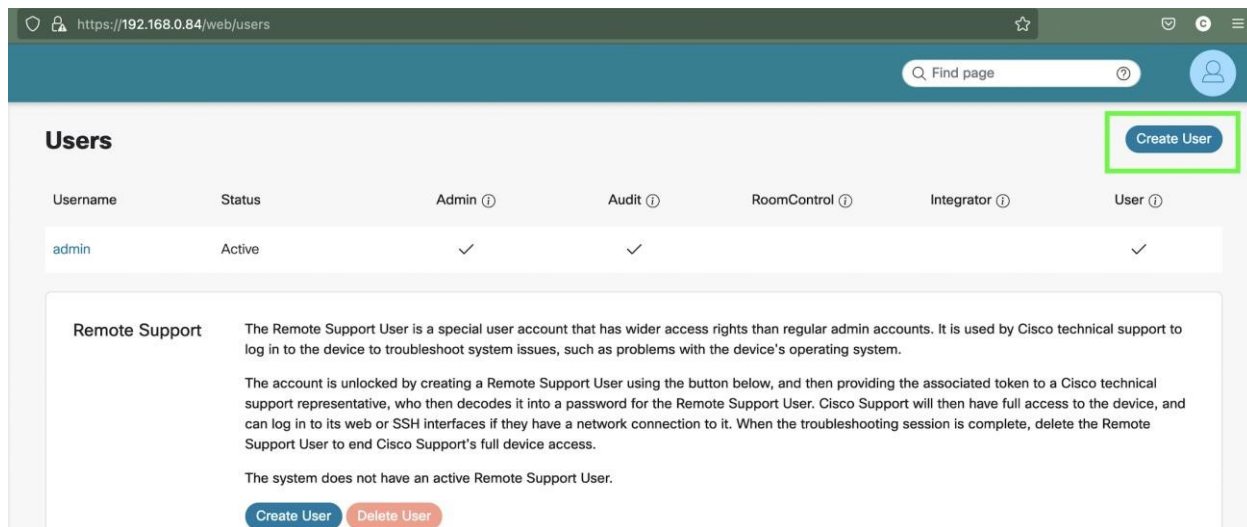 https://192.168.0.84/web/users
C
Find page
Users
Create User
Username Status Admin Audit RoomControl Integrator User
admin Active
Remote Support
The Remote Support User is a special user account that has wider access rights than regular admin accounts. It is used by Cisco technical support to
log in to the device to troubleshoot system issues, such as problems with the device's operating system.
The account is unlocked by creating a Remote Support User using the button below, and then providing the associated token to a Cisco technical
support representative, who then decodes it into a password for the Remote Support User. Cisco Support will then have full access to the device, and
can log in to its web or SSH interfaces if they have a network connection to it. When the troubleshooting session is complete, delete the Remote
Support User to end Cisco Support's full device access.
The system does not have an active Remote Support User.
Create User Delete User